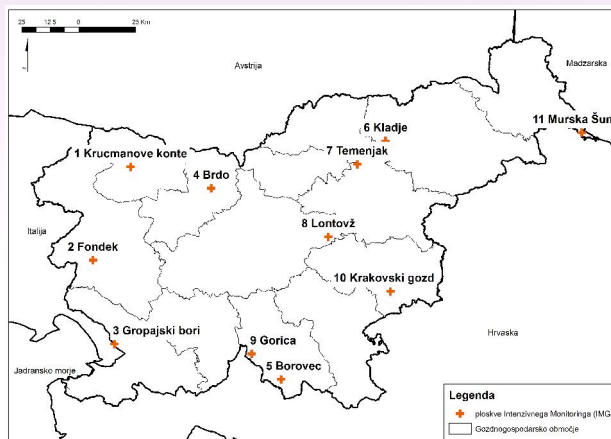 25 12.5 0 25 Km
Avstrija
Madžarska
11 Murska Šun
6 Kladje
7 Temenjak
1 Krucmanove konte
4 Brdo
8 Lontovž
Italija
2 Fondek
10 Krakovski gozd
3 Gropajski bori
9 Gorica
Hrvaska
Jadransko morje
5 Borovec
Legenda
ploskve Intenzivnega Monitoringa (IMG
Gozdnogospodarsko območje